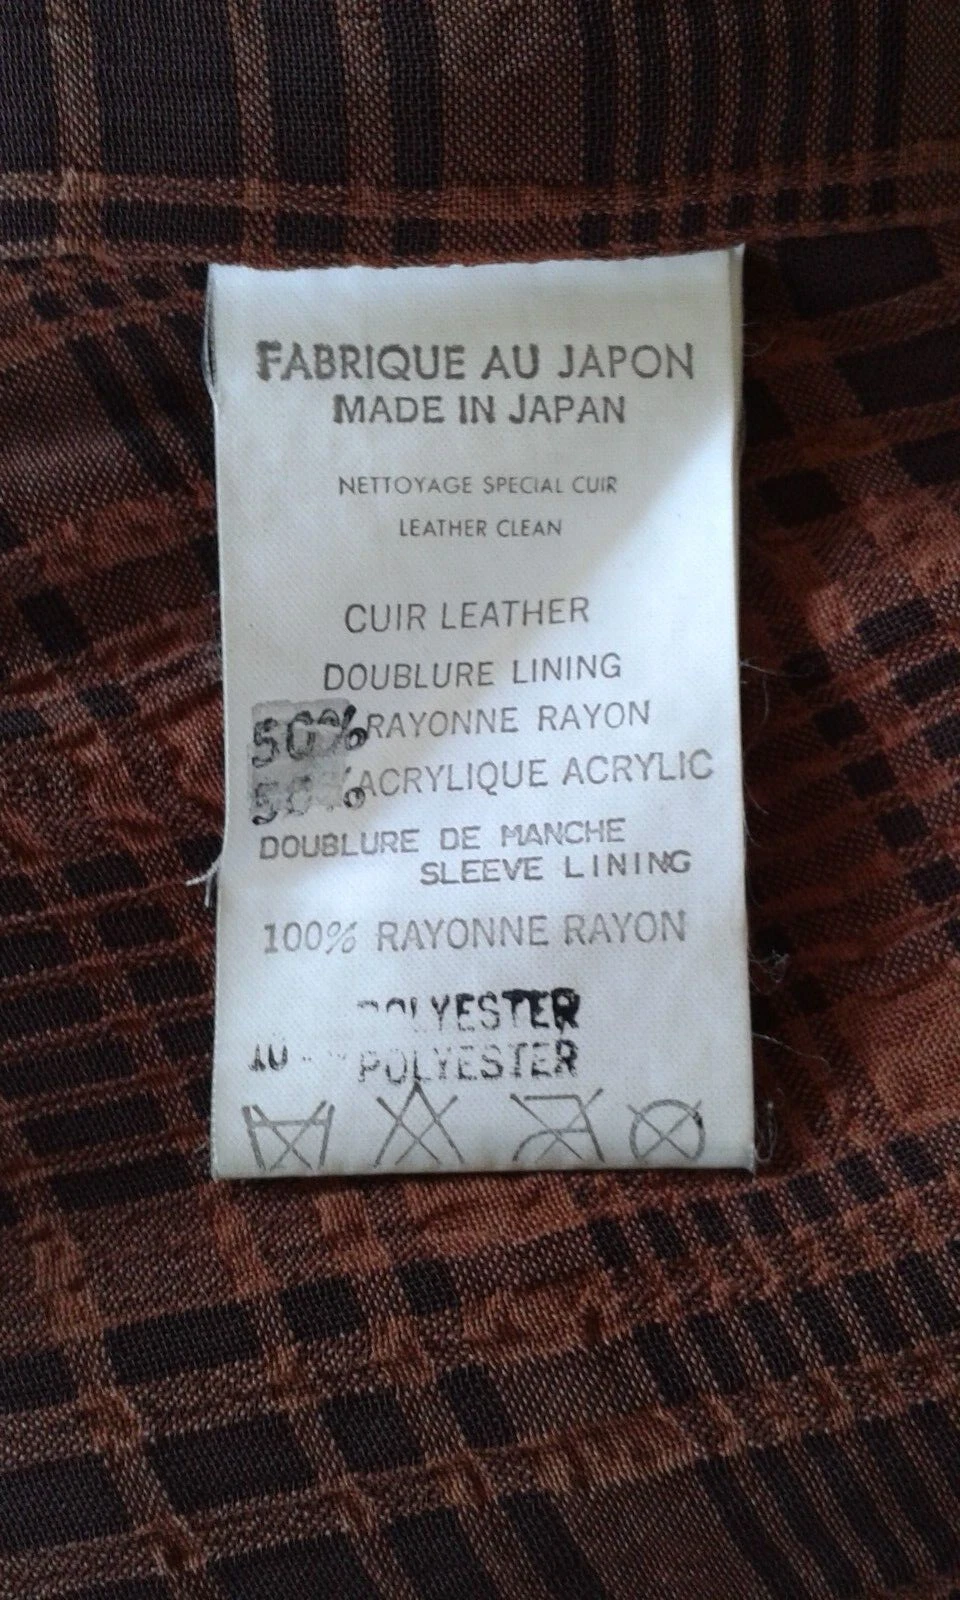 FABRIQUE AU JAPON
MADE IN JAPAN
NETTOYAGE SPECIAL CUIR
LEATHER CLEAN
CUIR LEATHER
DOUBLURE LINING
50% RAYONNE RAYON
50% ACRYLIQUE ACRYLIC
DOUBLURE DE MANCHE
SLEEVE LINING
100% RAYONNE RAYON
POLYESTER
POLYESTER